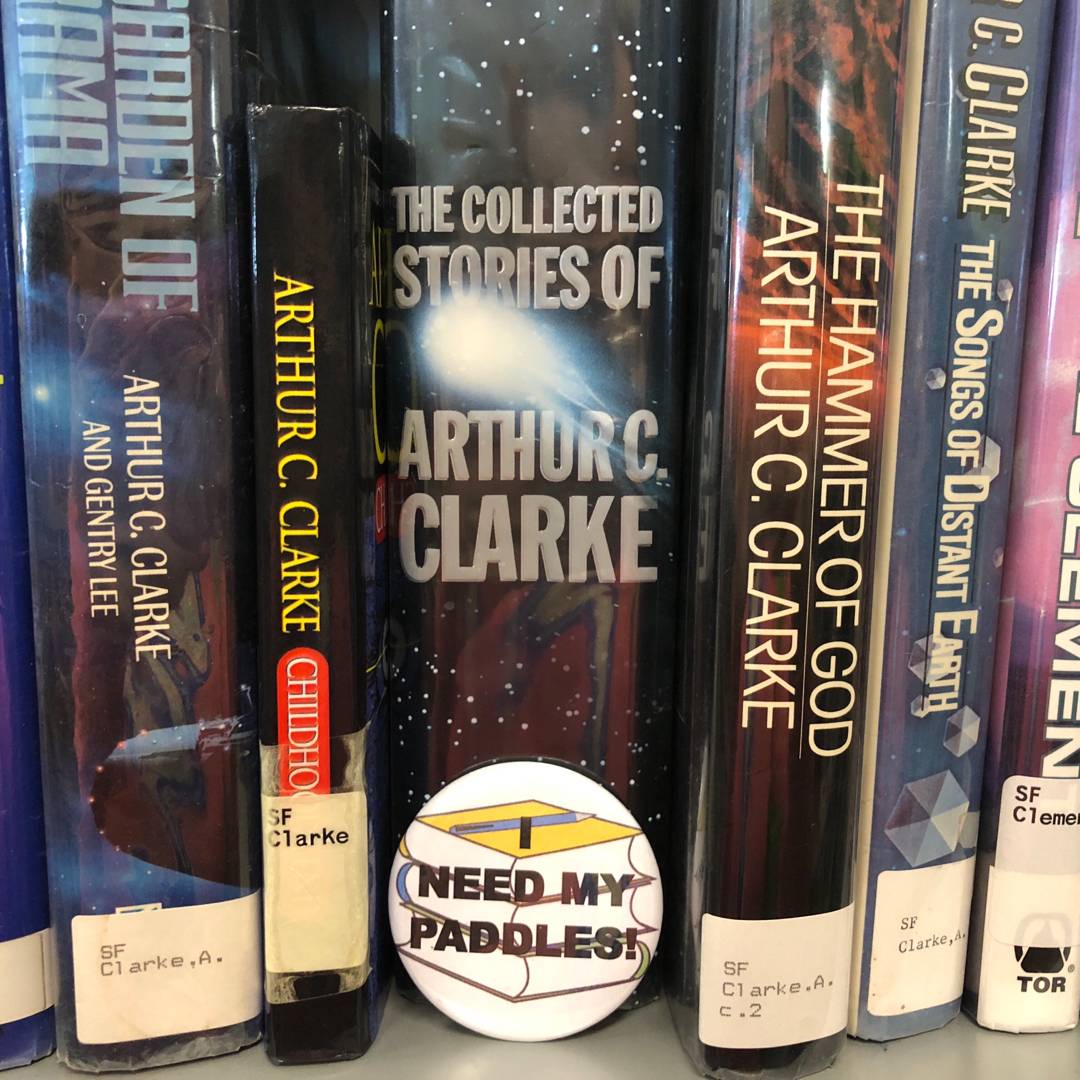 GARDEN OF
RAMA
ARTHUR C. CLARKE
AND GENTRY LEE
SF
Clarke,A.
ARTHUR C. CLARKE
CHILDHO
SF
Clarke
THE COLLECTED
STORIES OF
ARTHUR C.
CLARKE
I
NEED MY
PADDLES!
THE HAMMER OF GOD
ARTHUR C. CLARKE
SF
Clarke.A.
c.2
R C. CLARKE THE SONGS OF DISTANT EARTH
SF
Clarke,A.
CLEMENT
SF
Clemen
TOR®